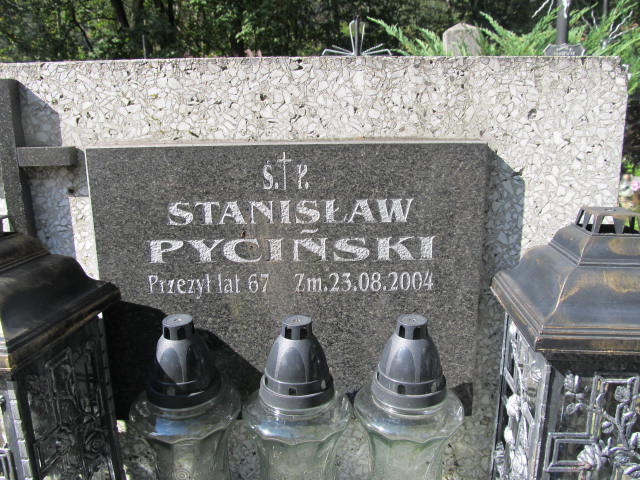 Ś.†P.
STANISŁAW
PYCIŃSKI
Przeżył lat 67 Zm.23.08.2004